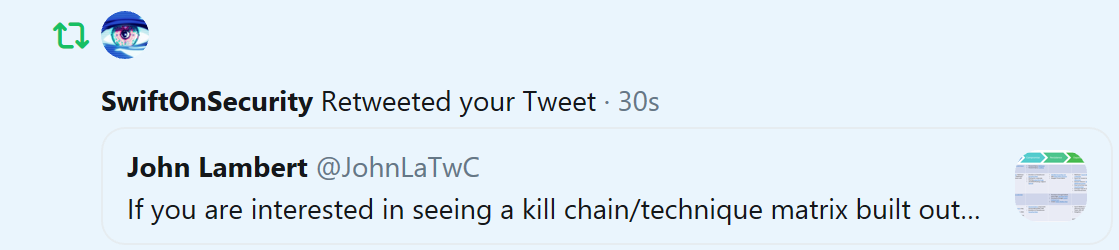 SwiftOnSecurity Retweeted your Tweet · 30s
John Lambert @JohnLaTwC
If you are interested in seeing a kill chain/technique matrix built out...